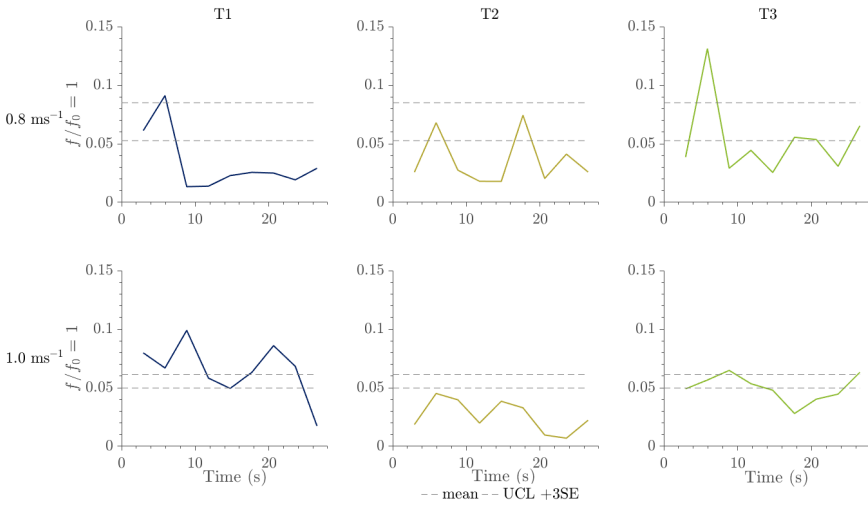 T1 T2 T3
0.15 0.15 0.15
0.1 0.1 0.1
0.8 ms⁻¹ f/f₀ = 1
0.05 0.05 0.05
0 0 0
0 10 20 0 10 20 0 10 20
0.15 0.15 0.15
0.1 0.1 0.1
1.0 ms⁻¹ f/f₀ = 1
0.05 0.05 0.05
0 0 0
0 10 20 0 10 20 0 10 20
Time (s) Time (s) Time (s)
mean UCL +3SE